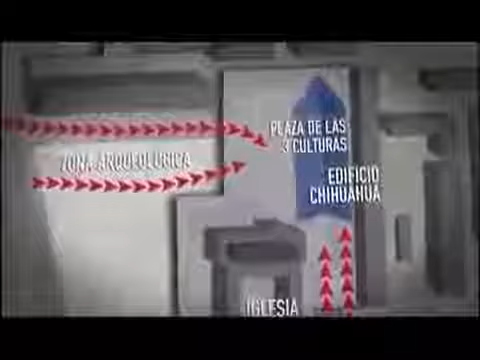 PLAZA DE LAS
3 CULTURAS
ZONA ARQUEOLOGICA
EDIFICIO
CHIHUAHUA
IGLESIA